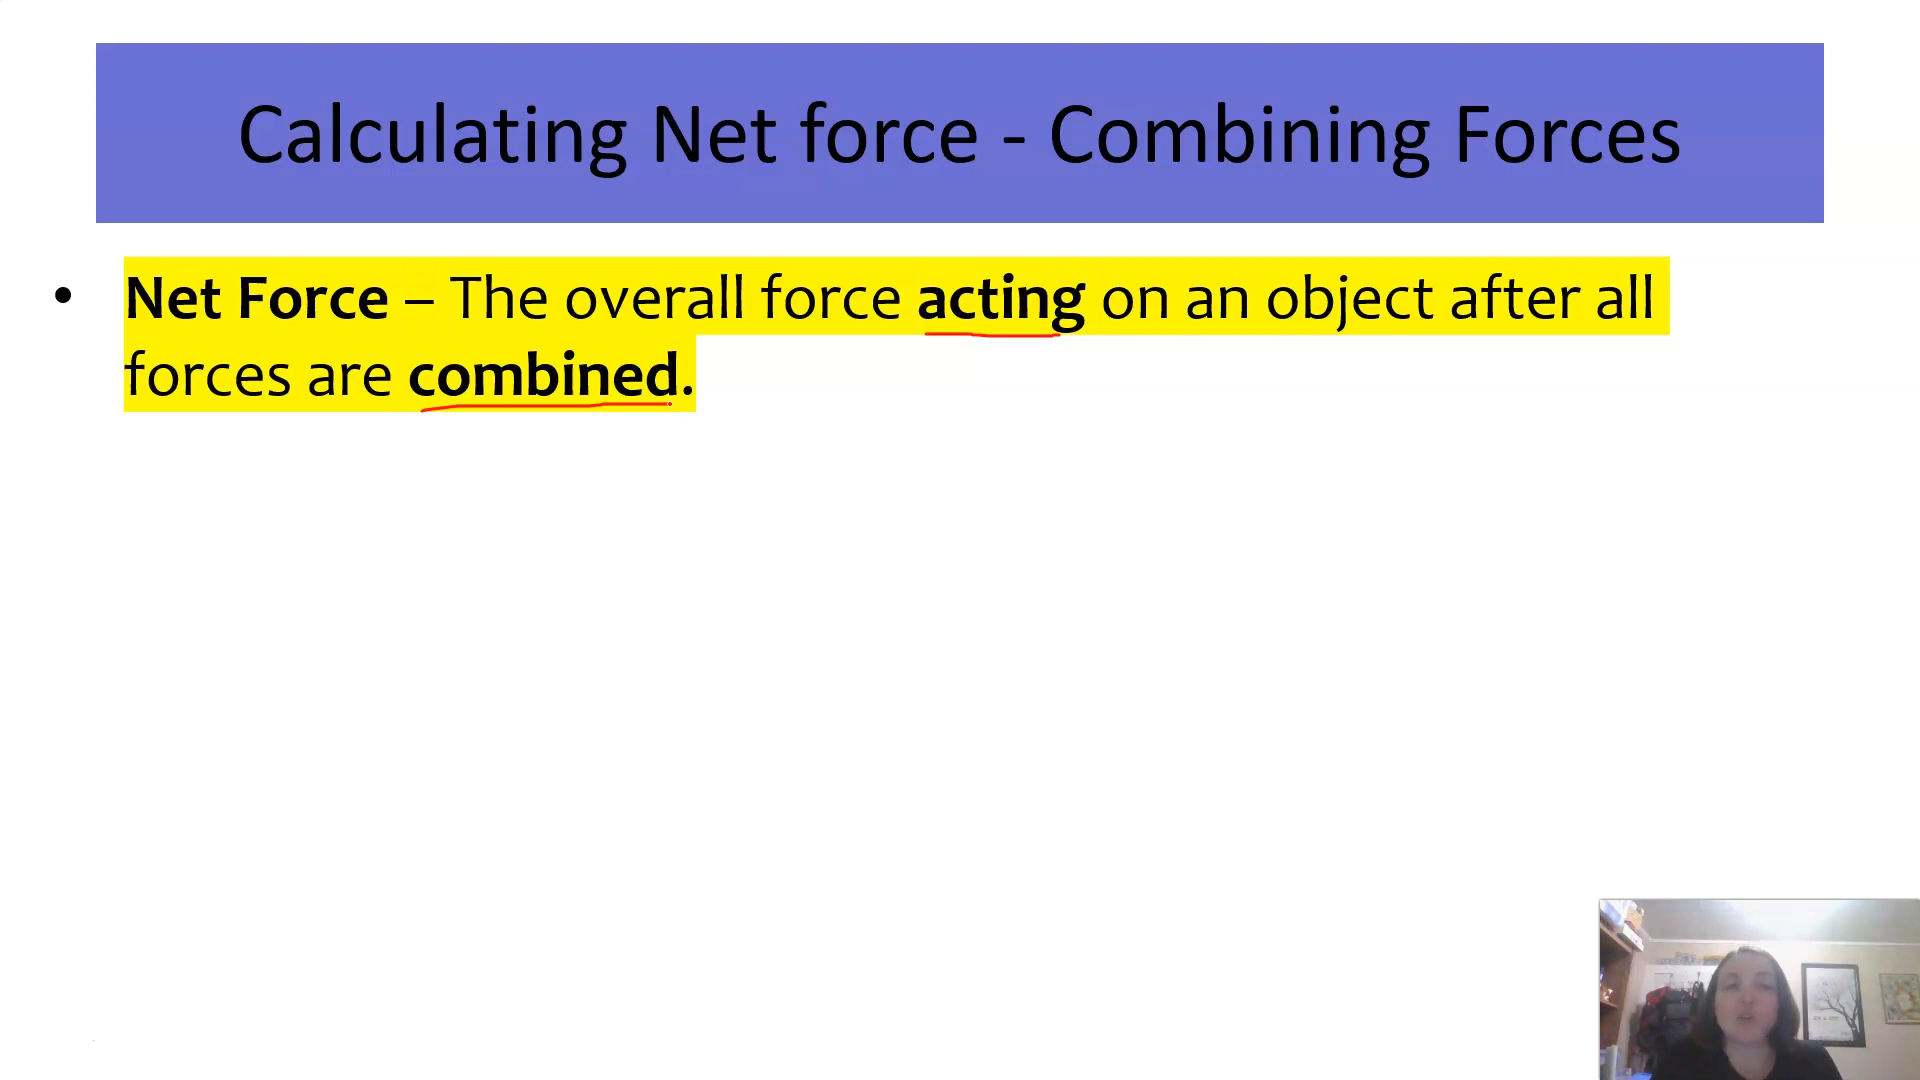 Calculating Net force - Combining Forces
• Net Force – The overall force acting on an object after all
forces are combined.